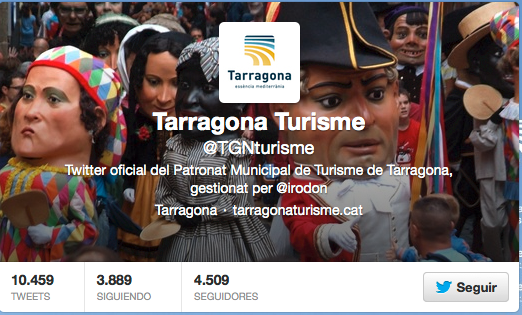 Tarragona
essència mediterrània
Tarragona Turisme
@TGNturisme
Twitter oficial del Patronat Municipal de Turisme de Tarragona,
gestionat per @irodon
Tarragona · tarragonaturisme.cat
10.459 3.889 4.509
TWEETS SIGUIENDO SEGUIDORES
Seguir